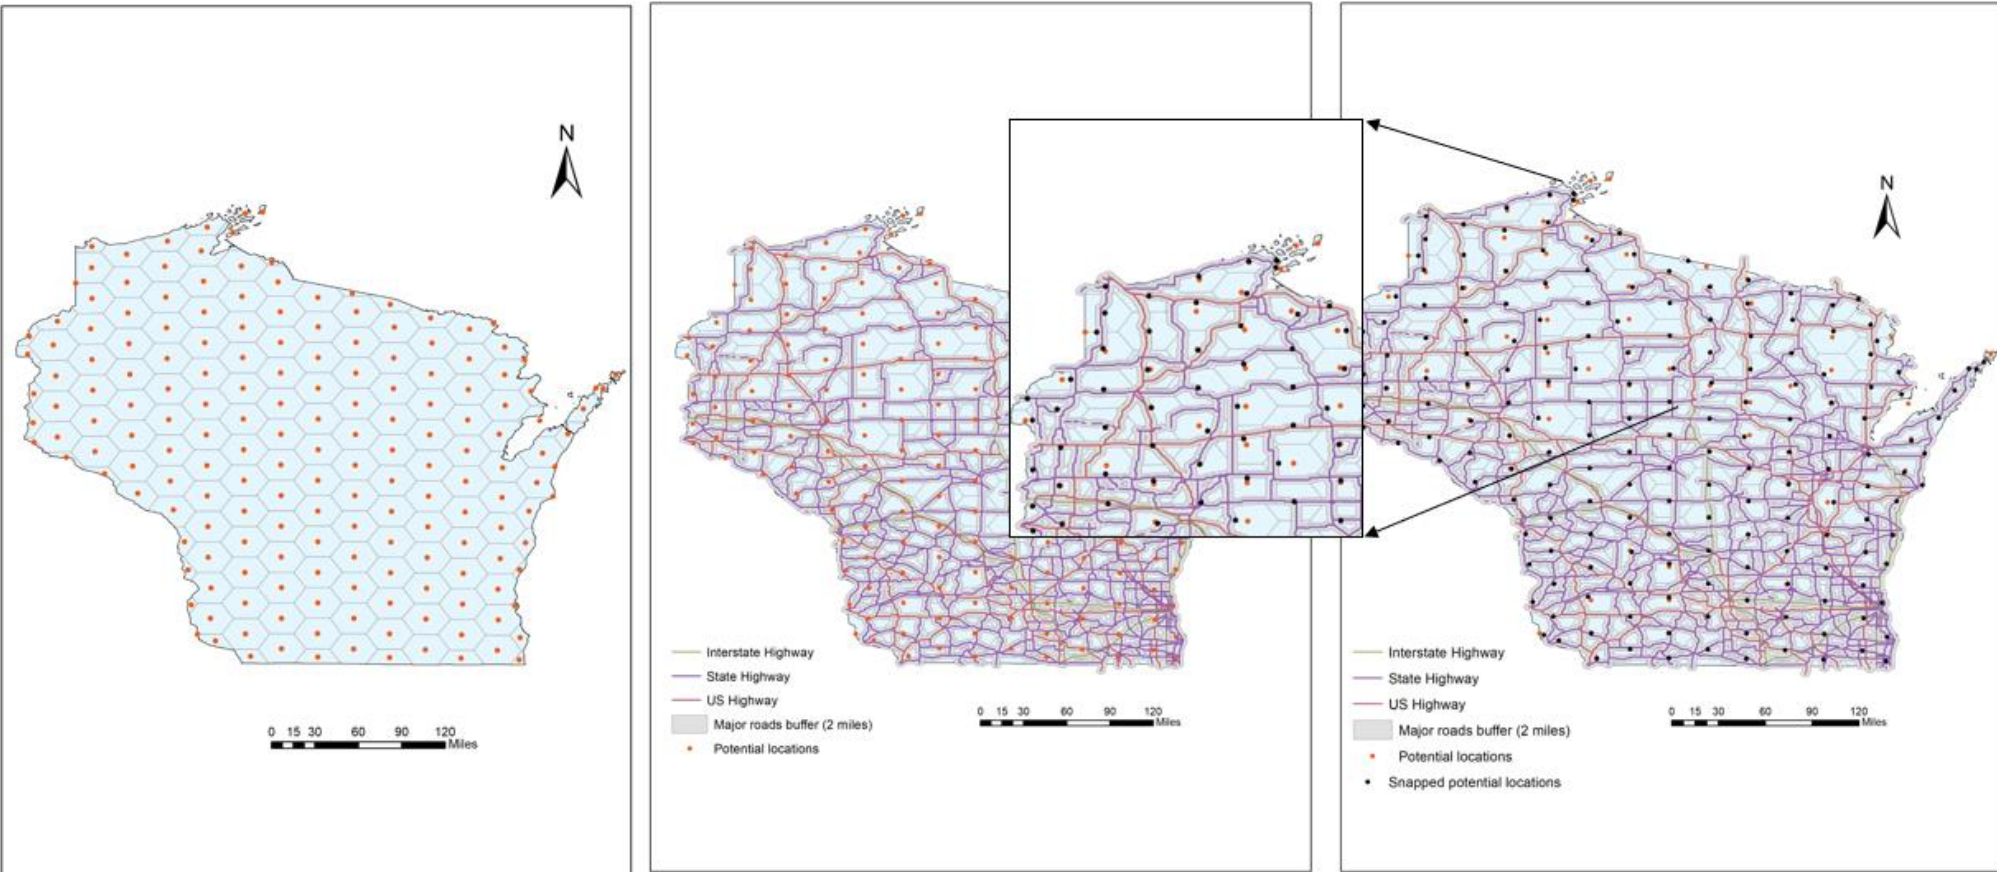 N
0 15 30 60 90 120
Miles
Interstate Highway
State Highway
US Highway
Major roads buffer (2 miles)
Potential locations
0 15 30 60 90 120
Miles
N
Interstate Highway
State Highway
US Highway
Major roads buffer (2 miles)
Potential locations
Snapped potential locations
0 15 30 60 90 120
Miles